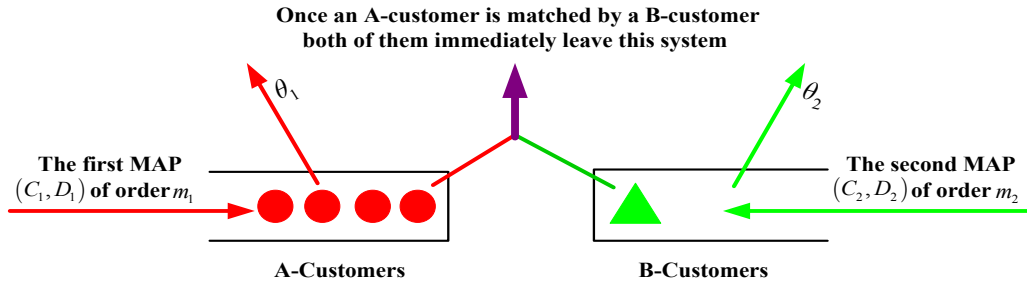 Once an A-customer is matched by a B-customer
both of them immediately leave this system
θ₁
θ₂
The first MAP
(C₁, D₁) of order m₁
The second MAP
(C₂, D₂) of order m₂
A-Customers
B-Customers